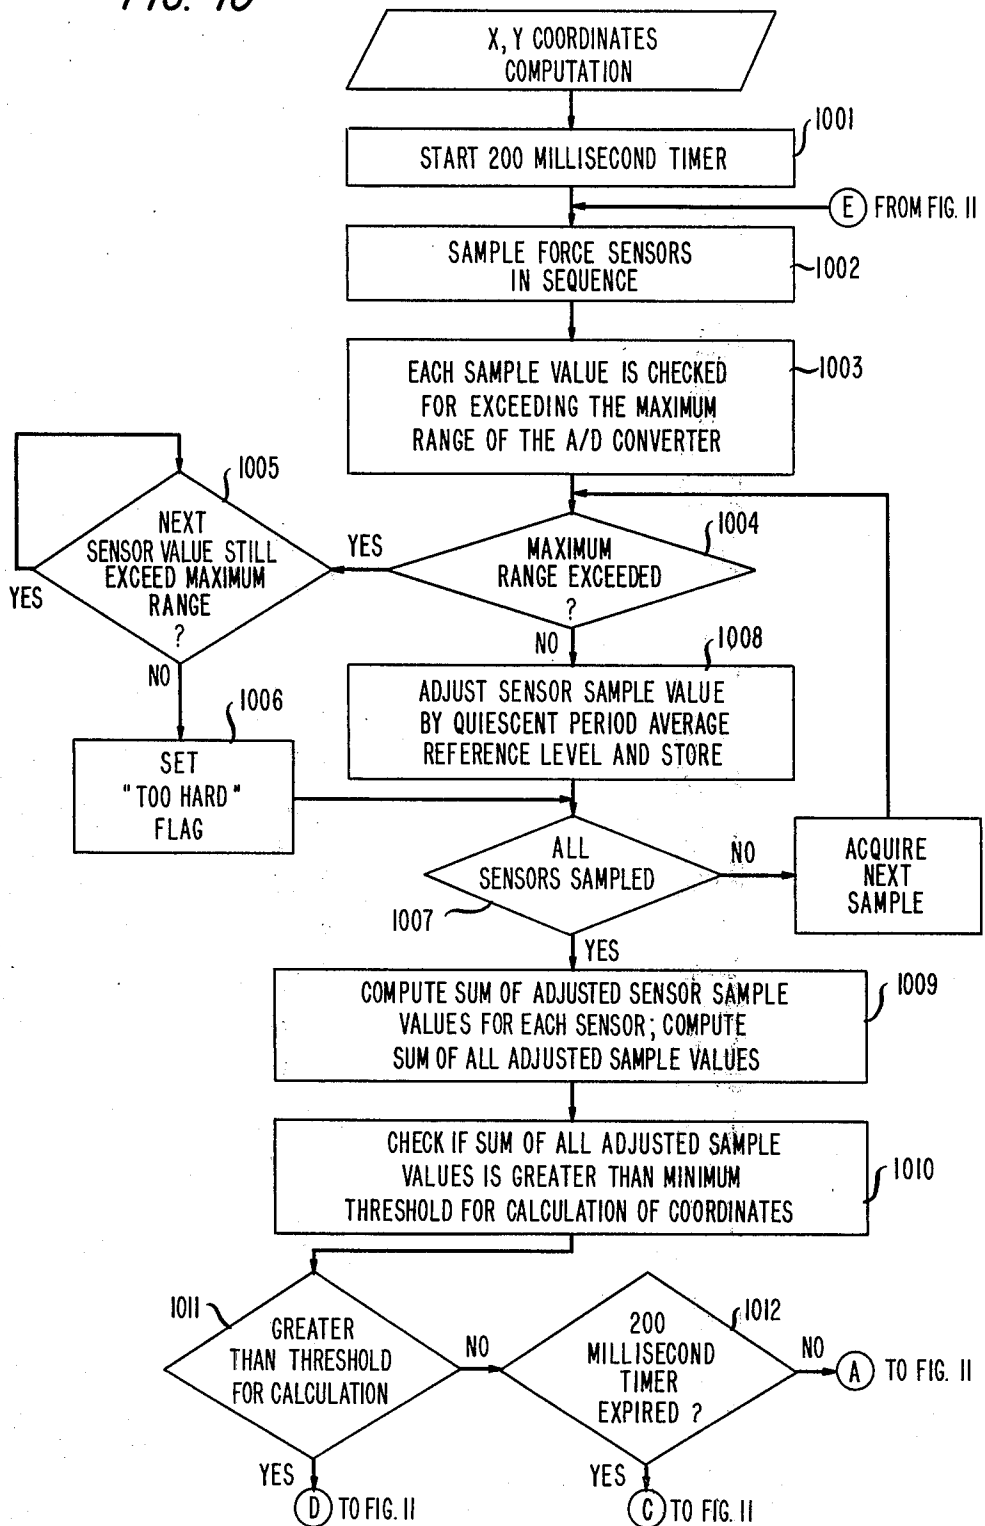 FIG. 10
X, Y COORDINATES
COMPUTATION
1001
START 200 MILLISECOND TIMER
E FROM FIG. 11
SAMPLE FORCE SENSORS
IN SEQUENCE
1002
EACH SAMPLE VALUE IS CHECKED
FOR EXCEEDING THE MAXIMUM
RANGE OF THE A/D CONVERTER
1003
1005
NEXT
SENSOR VALUE STILL
EXCEED MAXIMUM
RANGE
?
YES
NO
YES
1004
MAXIMUM
RANGE EXCEEDED
?
NO
1008
ADJUST SENSOR SAMPLE VALUE
BY QUIESCENT PERIOD AVERAGE
REFERENCE LEVEL AND STORE
1006
SET
"TOO HARD"
FLAG
ALL
SENSORS SAMPLED
1007
NO
ACQUIRE
NEXT
SAMPLE
YES
1009
COMPUTE SUM OF ADJUSTED SENSOR SAMPLE
VALUES FOR EACH SENSOR; COMPUTE
SUM OF ALL ADJUSTED SAMPLE VALUES
CHECK IF SUM OF ALL ADJUSTED SAMPLE
VALUES IS GREATER THAN MINIMUM
THRESHOLD FOR CALCULATION OF COORDINATES
1010
1011
GREATER
THAN THRESHOLD
FOR CALCULATION
NO
1012
200
MILLISECOND
TIMER
EXPIRED ?
NO
A TO FIG. 11
YES
D TO FIG. 11
YES
C TO FIG. 11